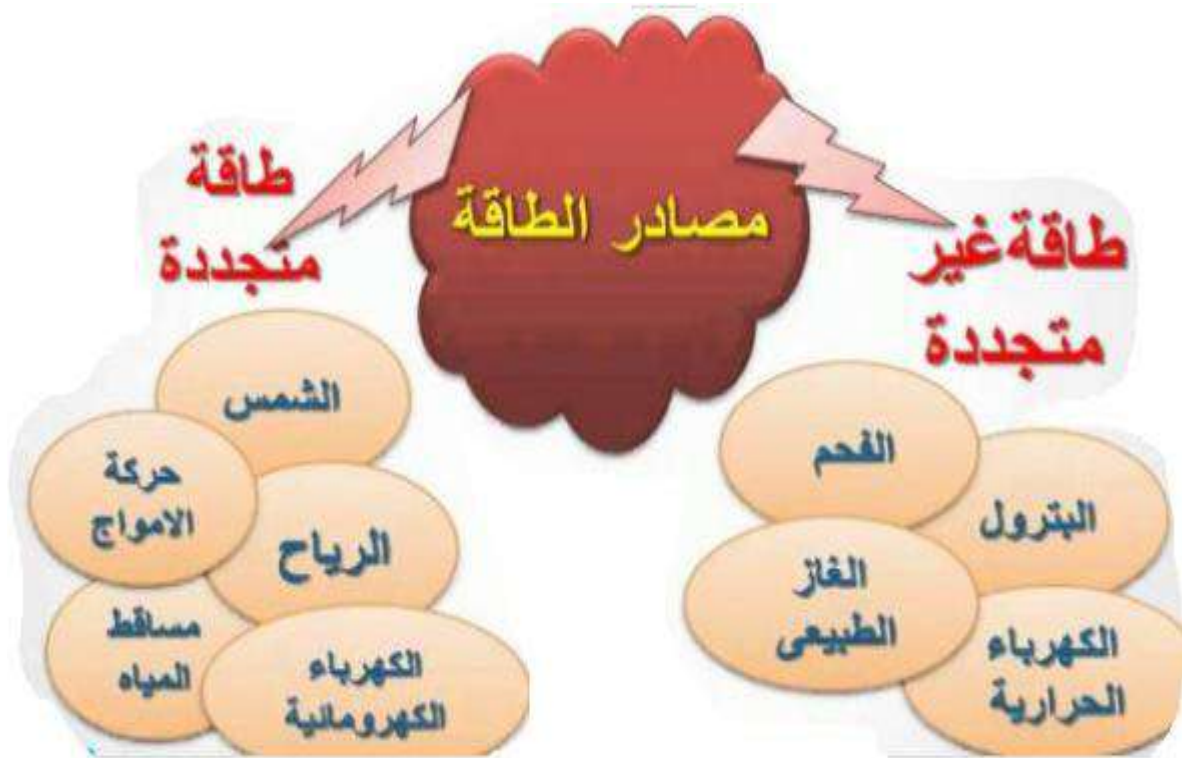 مصادر الطاقة
طاقة غير
متجددة
الفحم
البترول
الغاز
الطبيعى
الكهرباء
الحرارية
طاقة
متجددة
الشمس
حركة
الامواج
الرياح
مساقط
المياه
الكهرباء
الكهرومائية